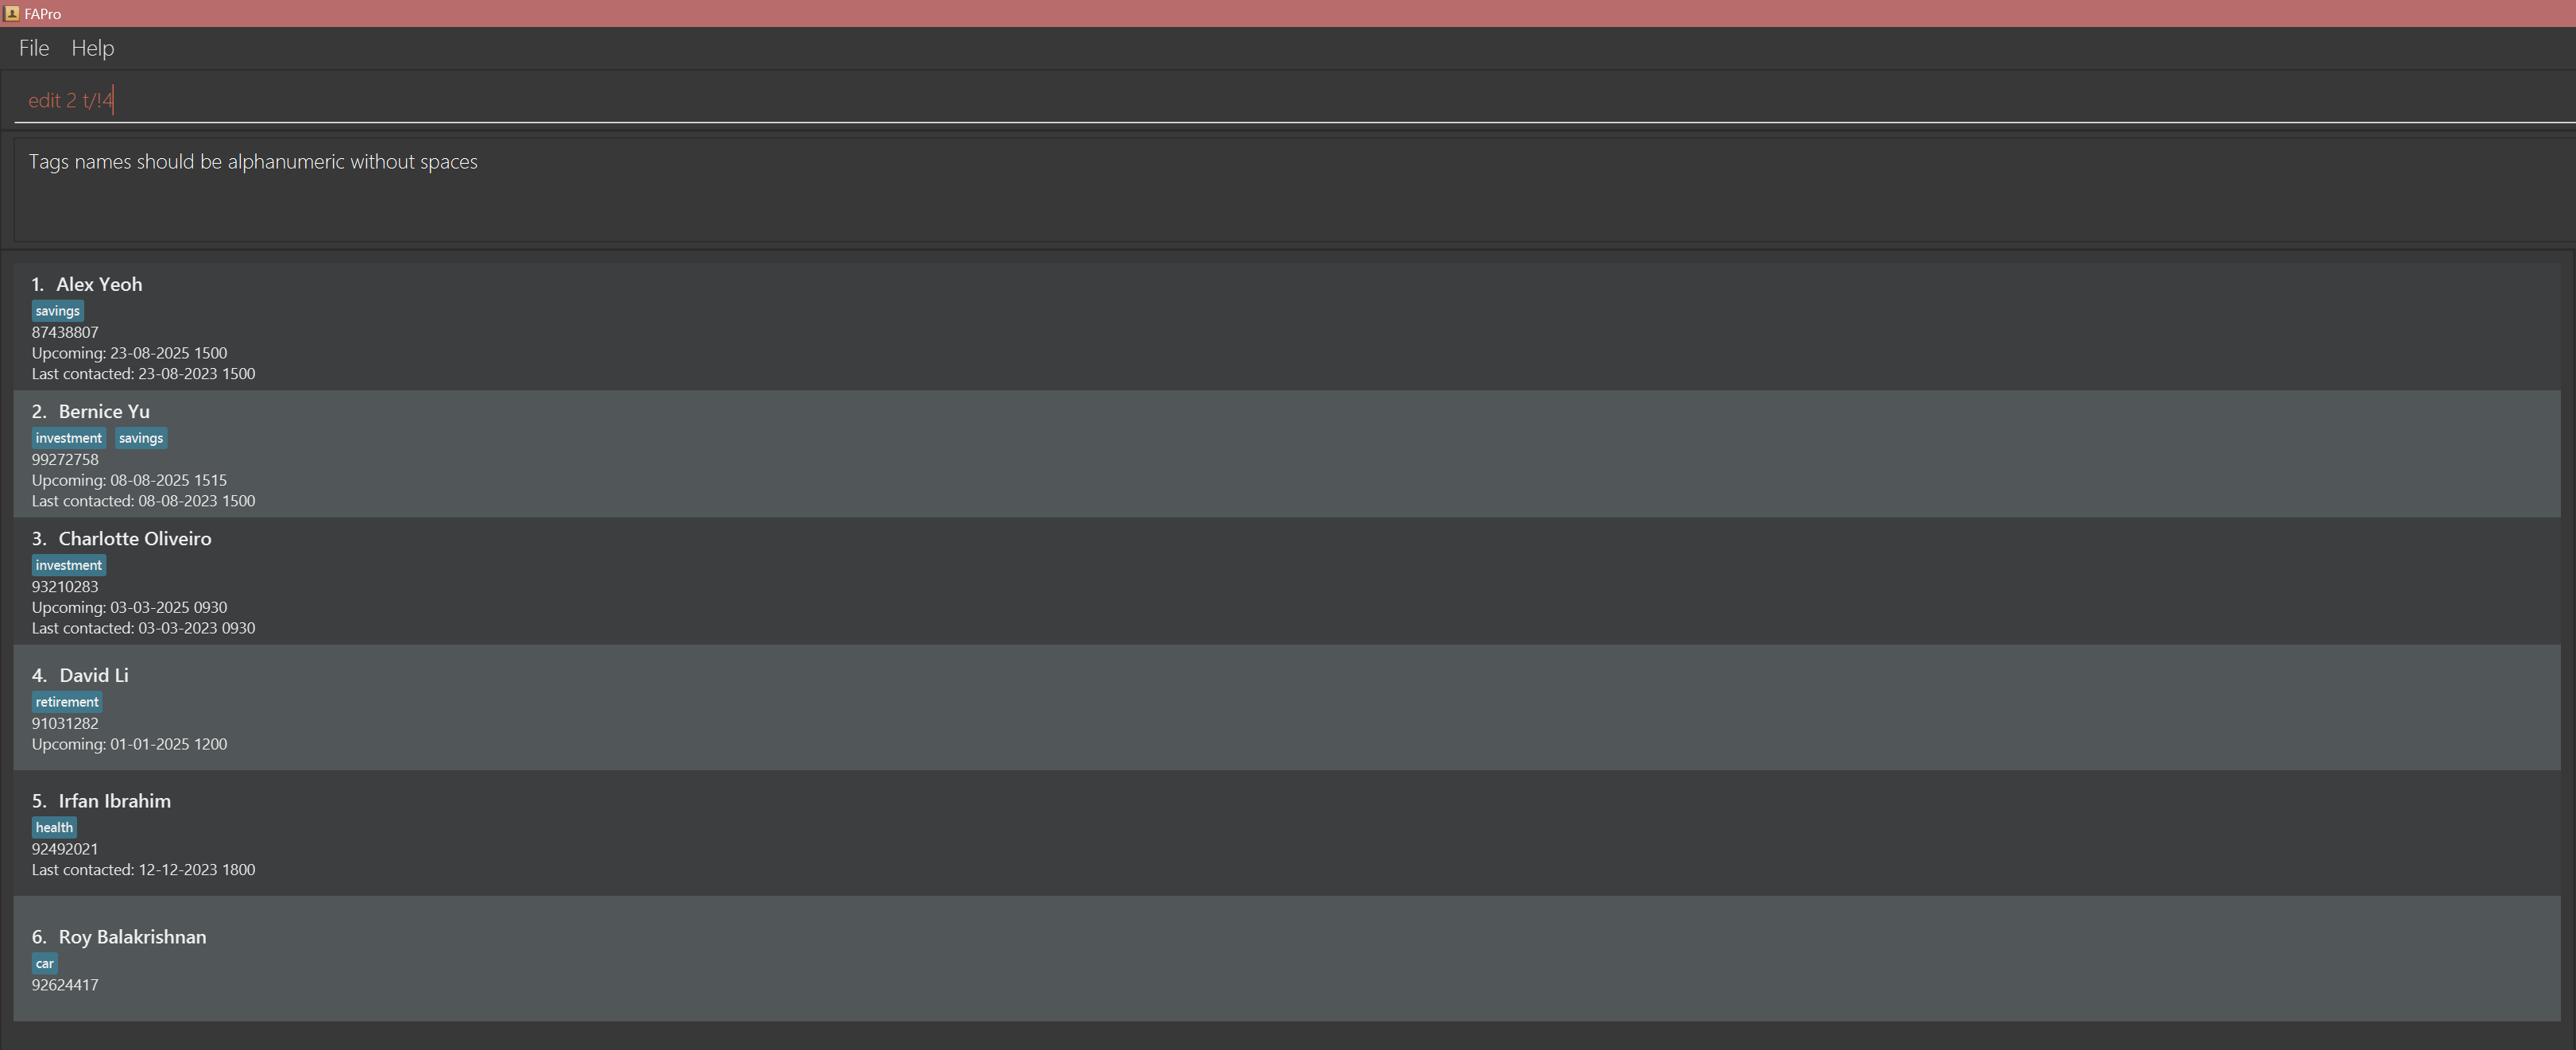 FAPro
File Help
edit 2 t/!4
Tags names should be alphanumeric without spaces
1. Alex Yeoh
savings
87438807
Upcoming: 23-08-2025 1500
Last contacted: 23-08-2023 1500
2. Bernice Yu
investment savings
99272758
Upcoming: 08-08-2025 1515
Last contacted: 08-08-2023 1500
3. Charlotte Oliveiro
investment
93210283
Upcoming: 03-03-2025 0930
Last contacted: 03-03-2023 0930
4. David Li
retirement
91031282
Upcoming: 01-01-2025 1200
5. Irfan Ibrahim
health
92492021
Last contacted: 12-12-2023 1800
6. Roy Balakrishnan
car
92624417